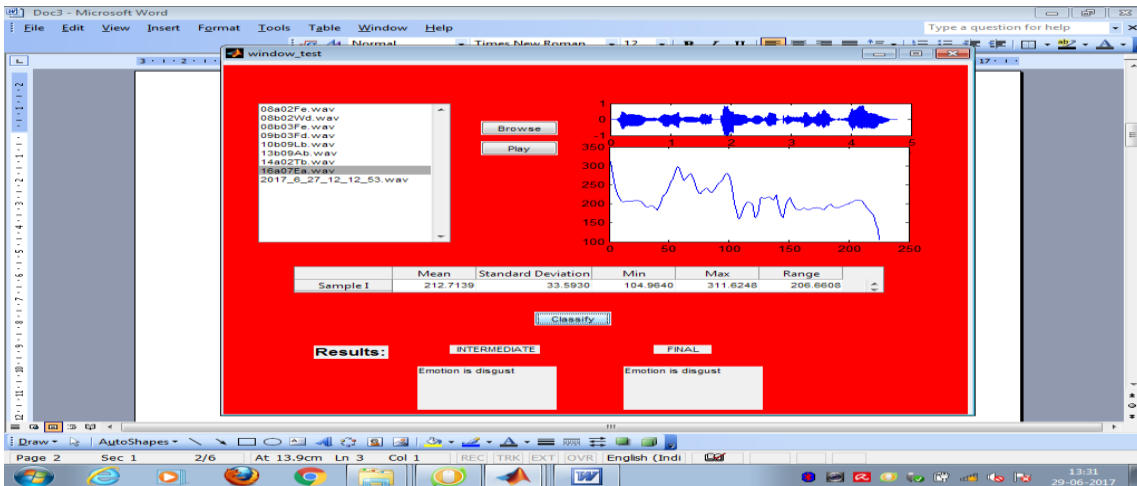 Doc3 - Microsoft Word
File Edit View Insert Format Tools Table Window Help
Type a question for help
Normal Times New Roman 12
window_test
08a02Fe.wav
08b02Wd.wav
08b03Fe.wav
09b03Fd.wav
10b09Lb.wav
13b09Ab.wav
14a02Tb.wav
16a07Ea.wav
2017_6_27_12_12_53.wav
Browse
Play
1
0
-1
0 1 2 3 4 5
350
300
250
200
150
100
0 50 100 150 200 250
Mean Standard Deviation Min Max Range
Sample I 212.7139 33.5930 104.9640 311.6248 206.6608
Classify
Results:
INTERMEDIATE FINAL
Emotion is disgust Emotion is disgust
Draw AutoShapes
Page 2 Sec 1 2/6 At 13.9cm Ln 3 Col 1 REC TRK EXT OVR English (Indi
13:31
29-06-2017